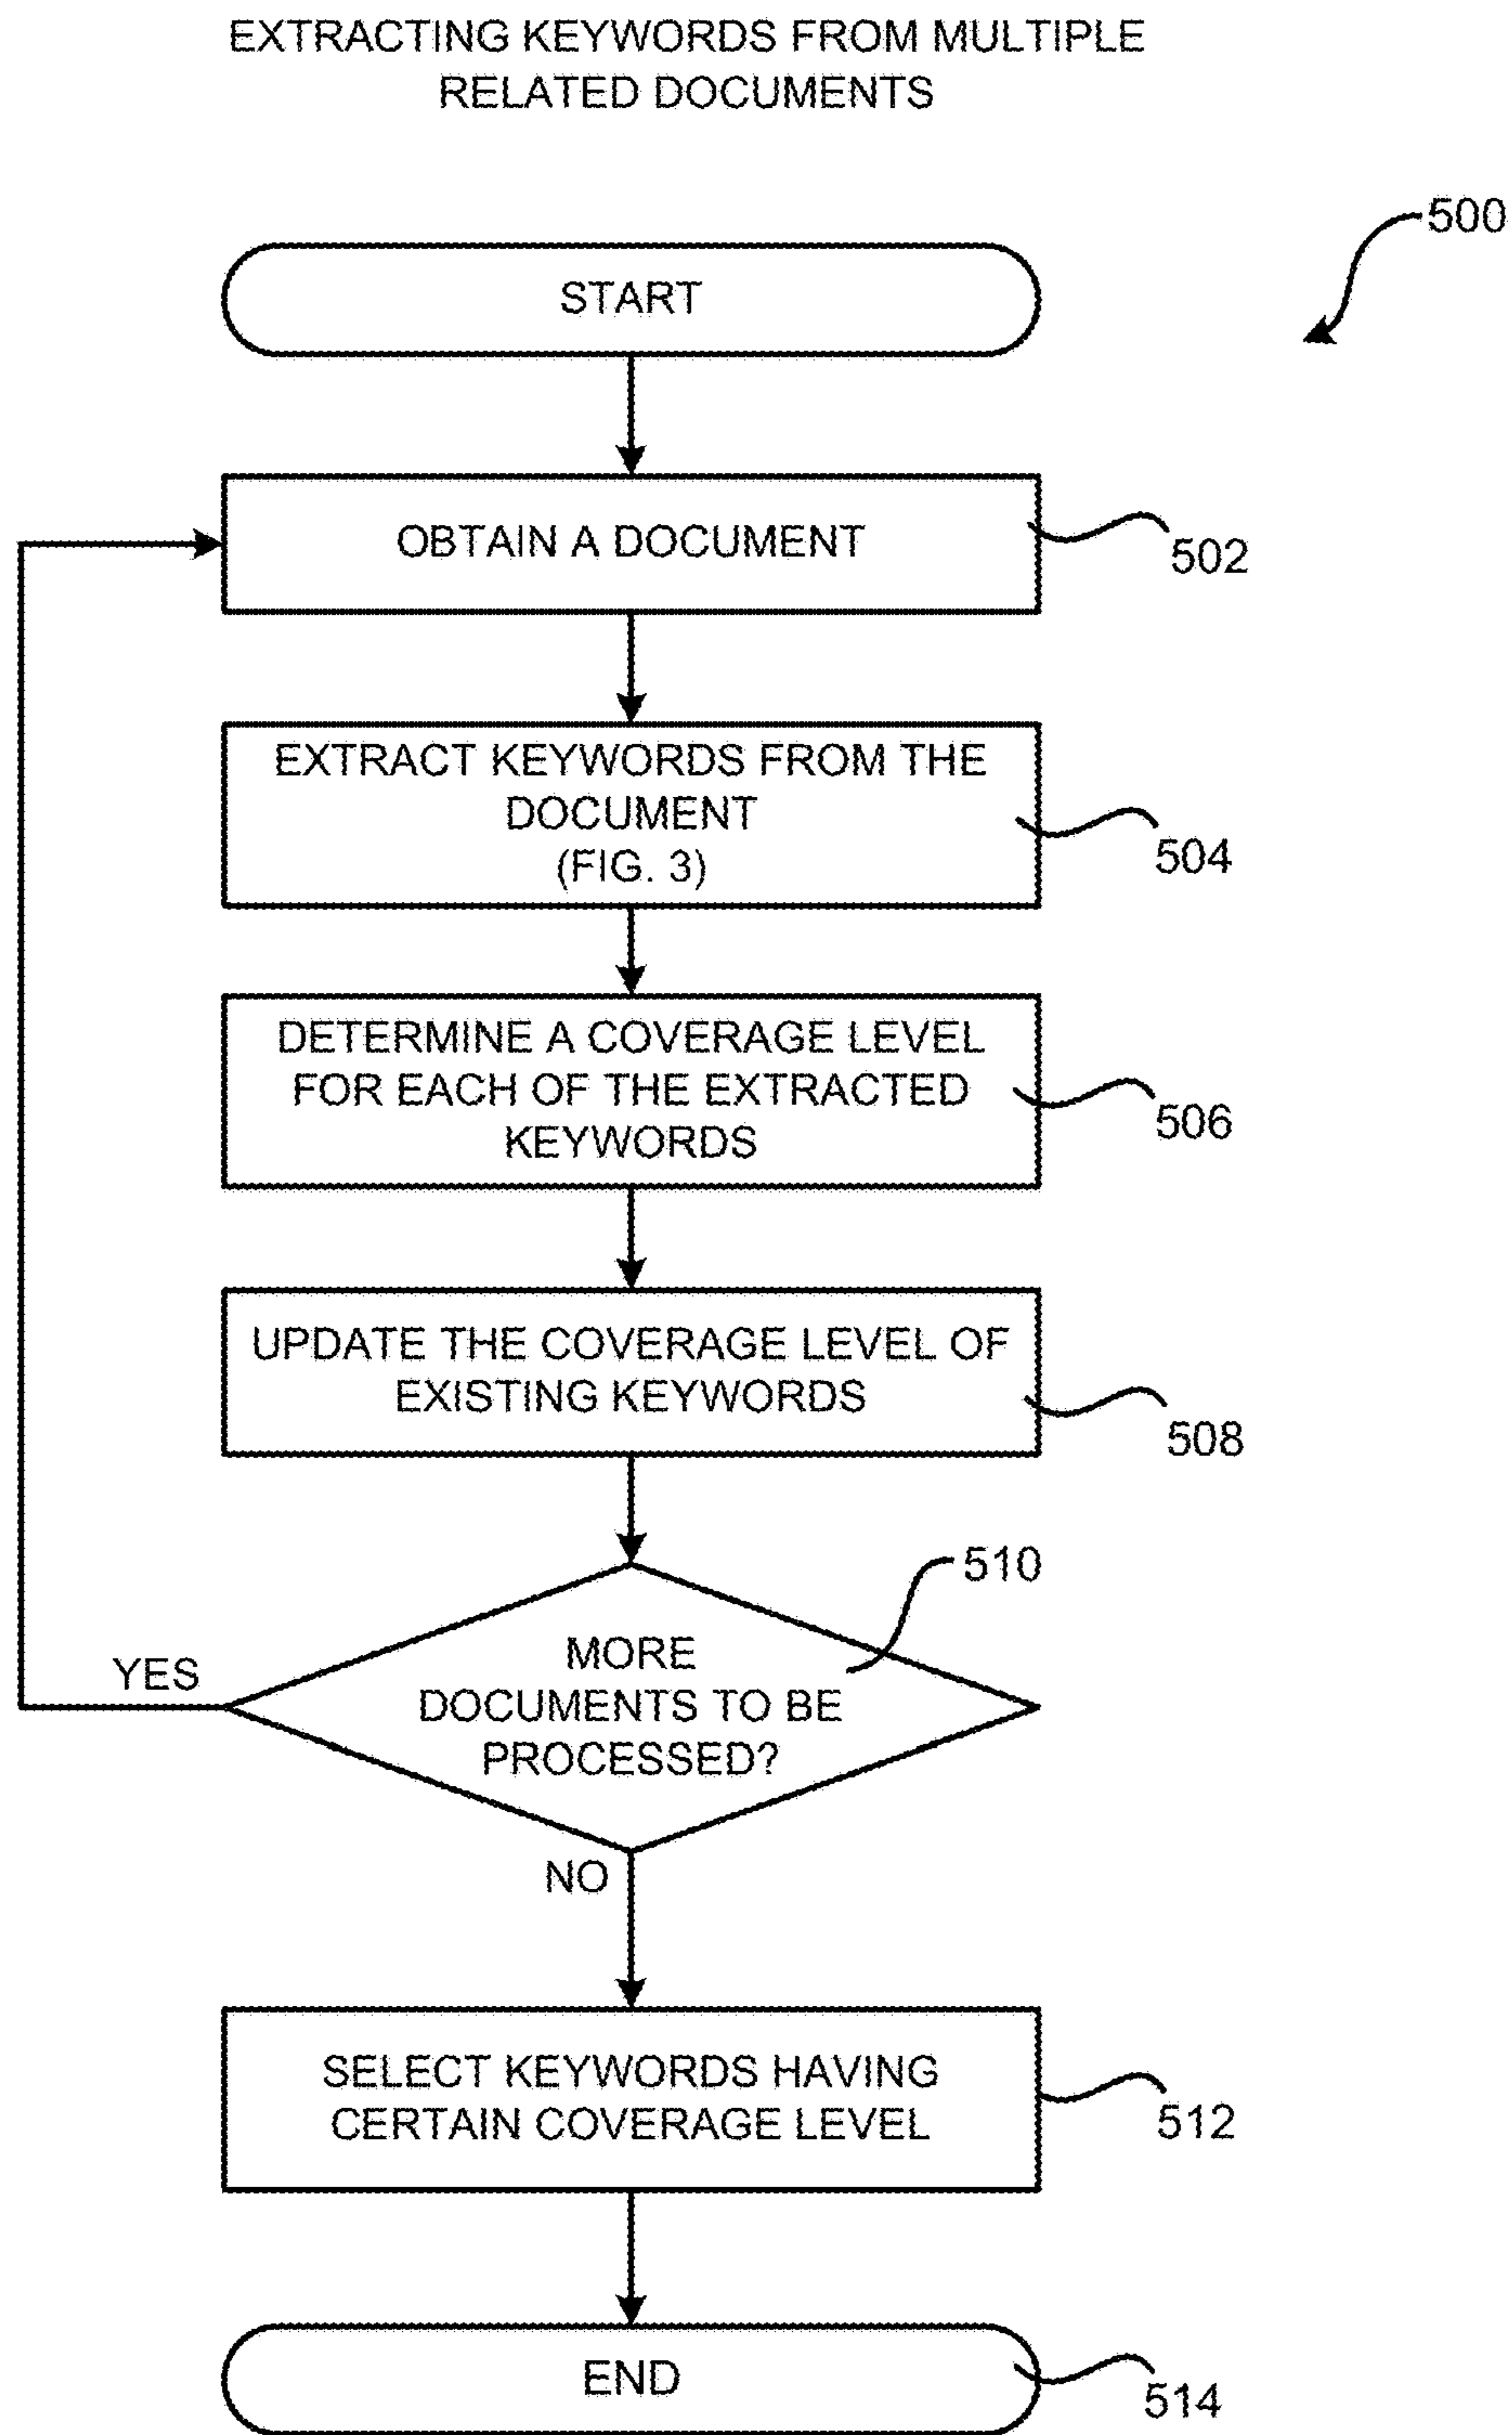 EXTRACTING KEYWORDS FROM MULTIPLE
RELATED DOCUMENTS
500
START
OBTAIN A DOCUMENT
502
EXTRACT KEYWORDS FROM THE
DOCUMENT
(FIG. 3)
504
DETERMINE A COVERAGE LEVEL
FOR EACH OF THE EXTRACTED
KEYWORDS
506
UPDATE THE COVERAGE LEVEL OF
EXISTING KEYWORDS
508
510
MORE
DOCUMENTS TO BE
PROCESSED?
YES
NO
SELECT KEYWORDS HAVING
CERTAIN COVERAGE LEVEL
512
END
514